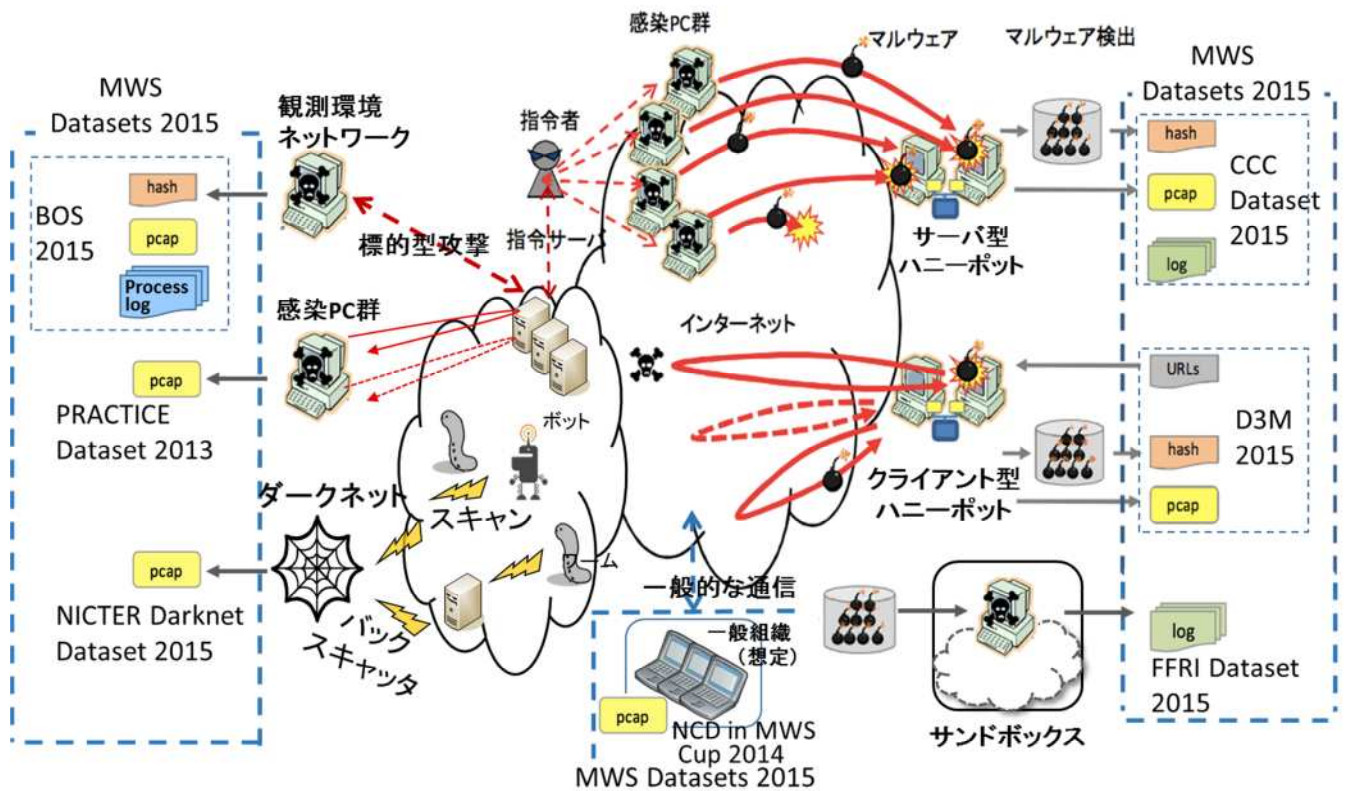 MWS
Datasets 2015
BOS
2015
hash
pcap
Process
log
pcap
PRACTICE
Dataset 2013
pcap
NICTER Darknet
Dataset 2015
観測環境
ネットワーク
標的型攻撃
感染PC群
ダークネット
スキャン
バック
スキャッタ
指令者
指令サーバ
ボット
ーム
感染PC群
マルウェア
マルウェア検出
サーバ型
ハニーポット
インターネット
クライアント型
ハニーポット
一般的な通信
一般組織
(想定)
pcap
NCD in MWS
Cup 2014
MWS Datasets 2015
サンドボックス
MWS
Datasets 2015
hash
pcap
log
CCC
Dataset
2015
URLs
hash
pcap
D3M
2015
log
FFRI Dataset
2015